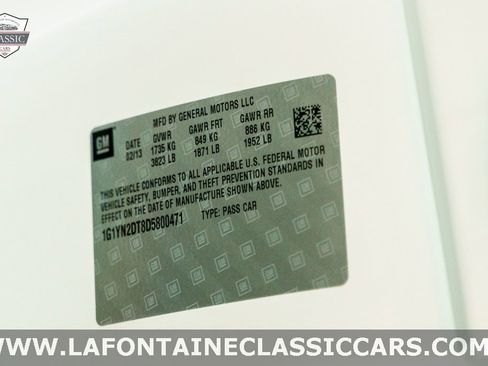 CLASSIC
CARS
GM
MFD BY GENERAL MOTORS LLC
DATE GVWR GAWR FRT GAWR RR
02/13 1735 KG 849 KG 886 KG
3823 LB 1871 LB 1952 LB
THIS VEHICLE CONFORMS TO ALL APPLICABLE U.S. FEDERAL MOTOR
VEHICLE SAFETY, BUMPER, AND THEFT PREVENTION STANDARDS IN
EFFECT ON THE DATE OF MANUFACTURE SHOWN ABOVE.
1G1YN2DT8D5800471 TYPE: PASS CAR
WWW.LAFONTAINECLASSICCARS.COM